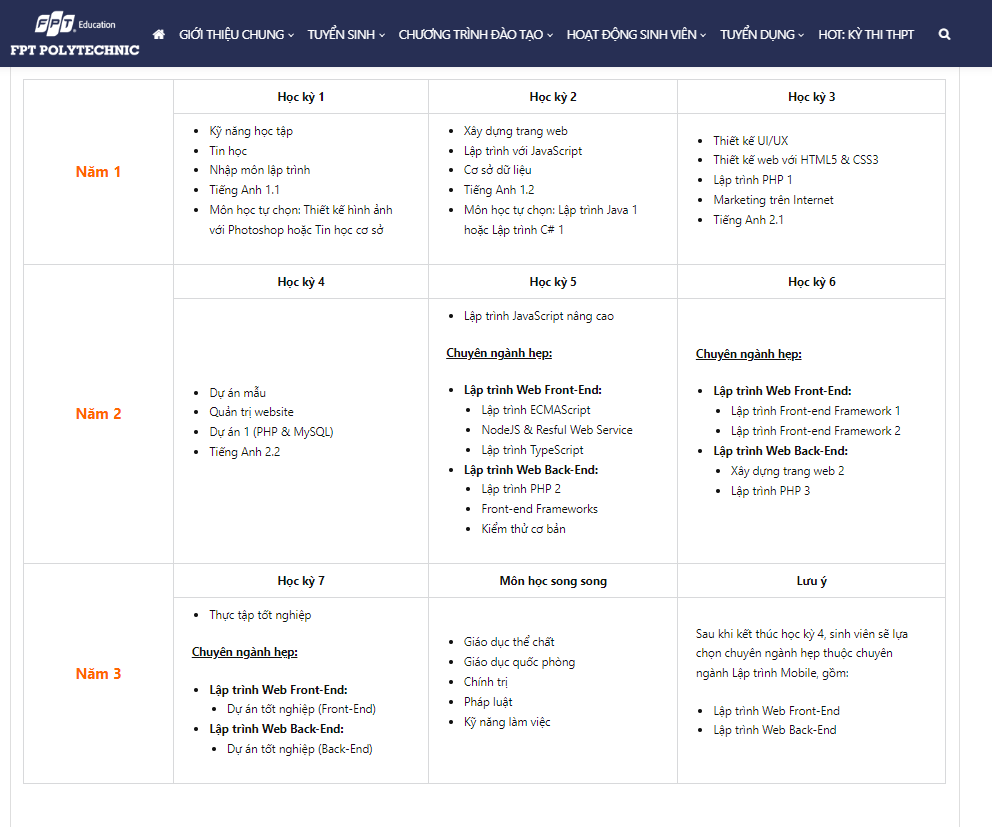 FPT Education
FPT POLYTECHNIC
GIỚI THIỆU CHUNG
TUYỂN SINH
CHƯƠNG TRÌNH ĐÀO TẠO
HOẠT ĐỘNG SINH VIÊN
TUYỂN DỤNG
HOT: KỲ THI THPT
Năm 1
Học kỳ 1
Kỹ năng học tập
Tin học
Nhập môn lập trình
Tiếng Anh 1.1
Môn học tự chọn: Thiết kế hình ảnh
với Photoshop hoặc Tin học cơ sở
Học kỳ 2
Xây dựng trang web
Lập trình với JavaScript
Cơ sở dữ liệu
Tiếng Anh 1.2
Môn học tự chọn: Lập trình Java 1
hoặc Lập trình C# 1
Học kỳ 3
Thiết kế UI/UX
Thiết kế web với HTML5 & CSS3
Lập trình PHP 1
Marketing trên Internet
Tiếng Anh 2.1
Năm 2
Học kỳ 4
Dự án mẫu
Quản trị website
Dự án 1 (PHP & MySQL)
Tiếng Anh 2.2
Học kỳ 5
Lập trình JavaScript nâng cao
Chuyên ngành hẹp:
Lập trình Web Front-End:
Lập trình ECMAScript
NodeJS & Resful Web Service
Lập trình TypeScript
Lập trình Web Back-End:
Lập trình PHP 2
Front-end Frameworks
Kiểm thử cơ bản
Học kỳ 6
Chuyên ngành hẹp:
Lập trình Web Front-End:
Lập trình Front-end Framework 1
Lập trình Front-end Framework 2
Lập trình Web Back-End:
Xây dựng trang web 2
Lập trình PHP 3
Năm 3
Học kỳ 7
Thực tập tốt nghiệp
Chuyên ngành hẹp:
Lập trình Web Front-End:
Dự án tốt nghiệp (Front-End)
Lập trình Web Back-End:
Dự án tốt nghiệp (Back-End)
Môn học song song
Giáo dục thể chất
Giáo dục quốc phòng
Chính trị
Pháp luật
Kỹ năng làm việc
Lưu ý
Sau khi kết thúc học kỳ 4, sinh viên sẽ lựa
chọn chuyên ngành hẹp thuộc chuyên
ngành Lập trình Mobile, gồm:
Lập trình Web Front-End
Lập trình Web Back-End